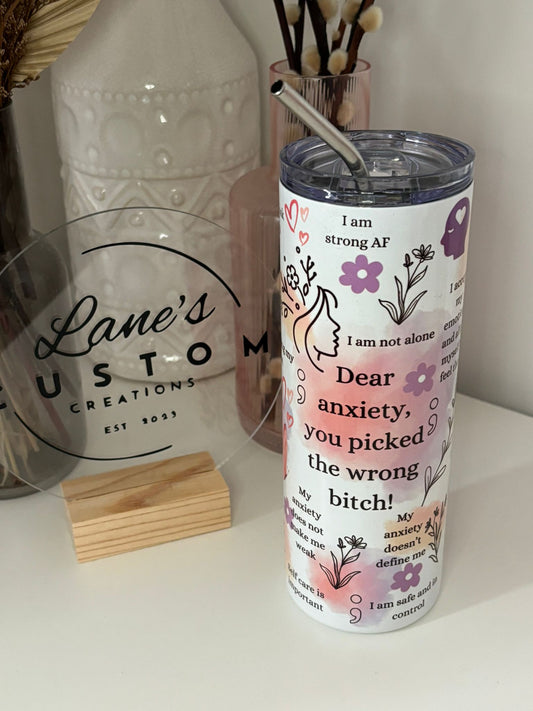 Lane's
CUSTOM
CREATIONS
EST 2023
I am
strong AF
I am not alone
Dear
anxiety,
you picked
the wrong
bitch!
My
anxiety
does not
make me
weak
My
anxiety
doesn't
define me
Self care is
important
I am safe and in
control
my
and